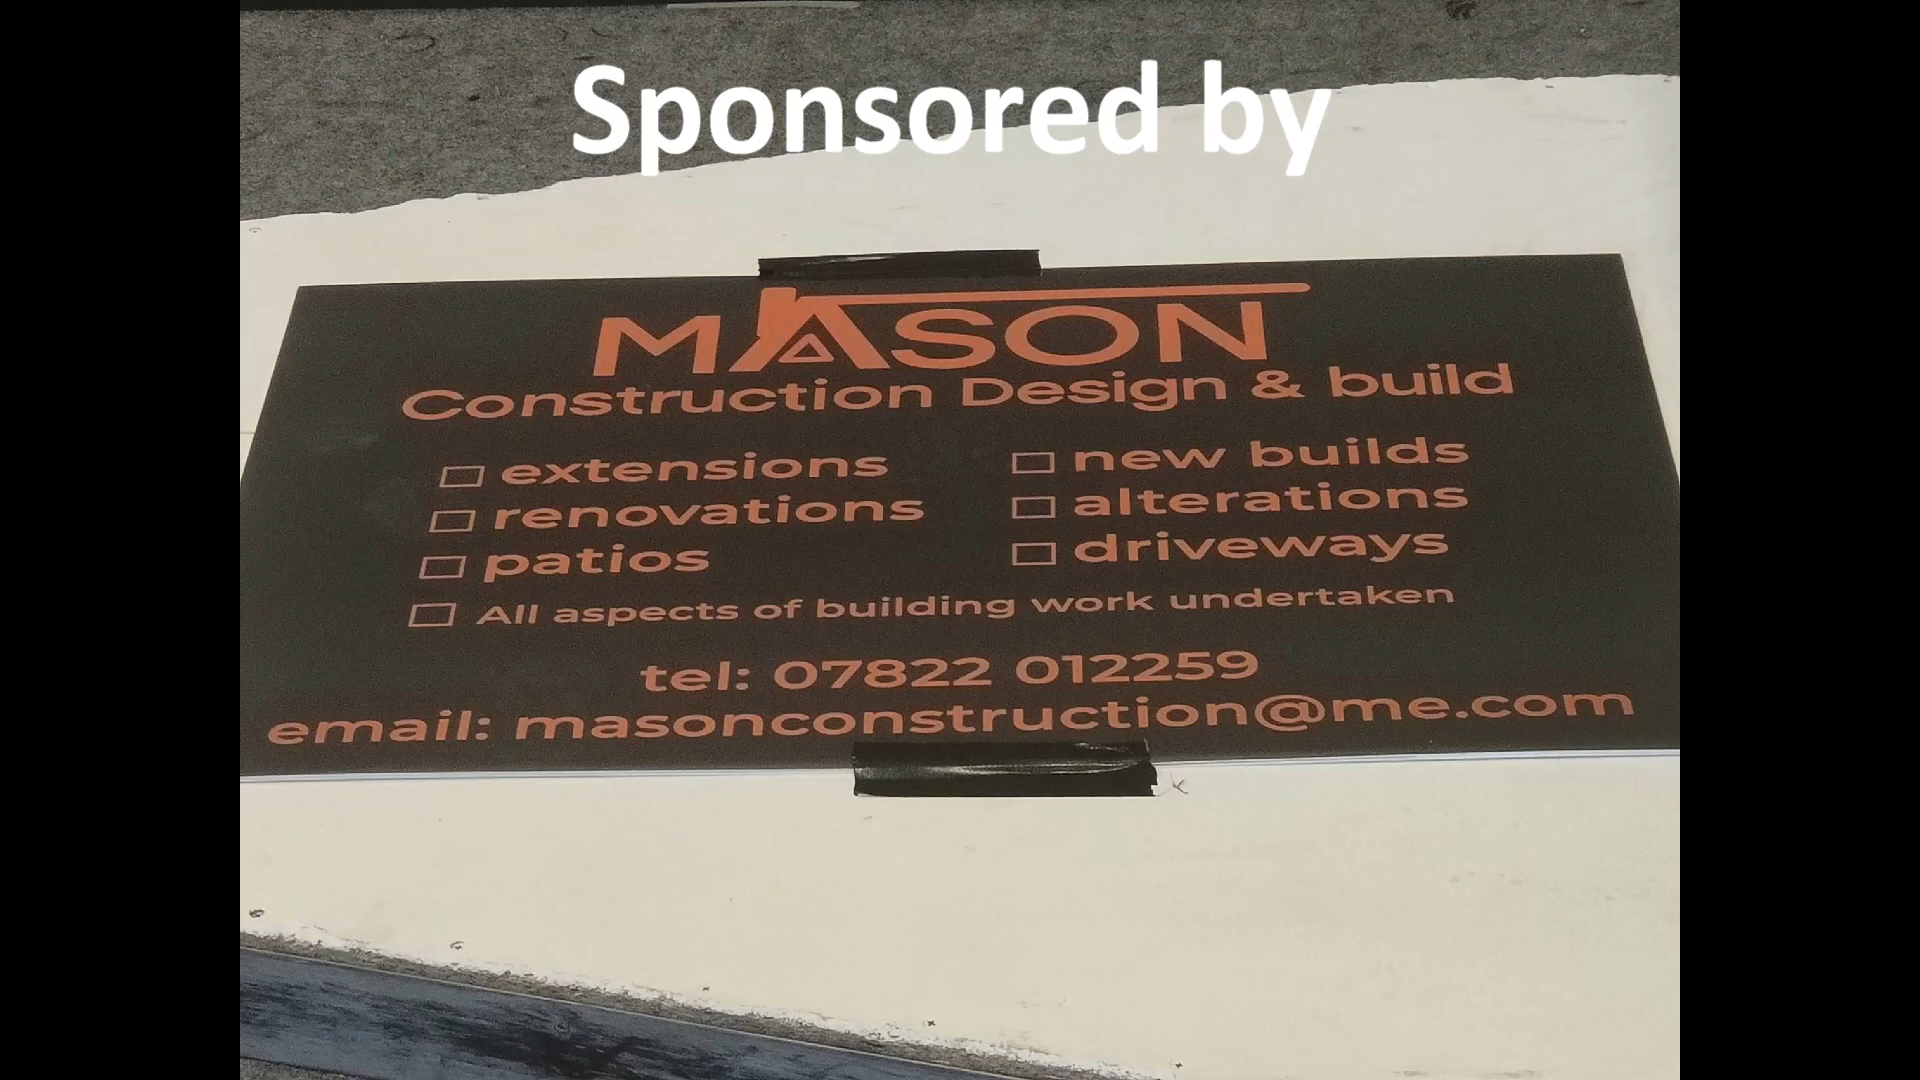 Sponsored by
MASON
Construction Design & build
extensions
new builds
renovations
alterations
patios
driveways
All aspects of building work undertaken
tel: 07822 012259
email: masonconstruction@me.com